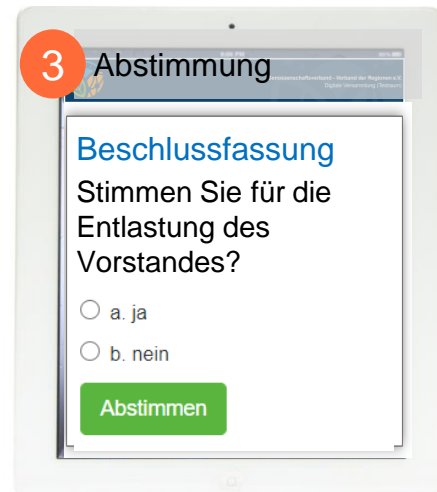 3 Abstimmung
Beschlussfassung
Stimmen Sie für die
Entlastung des
Vorstandes?
a. ja
b. nein
Abstimmen